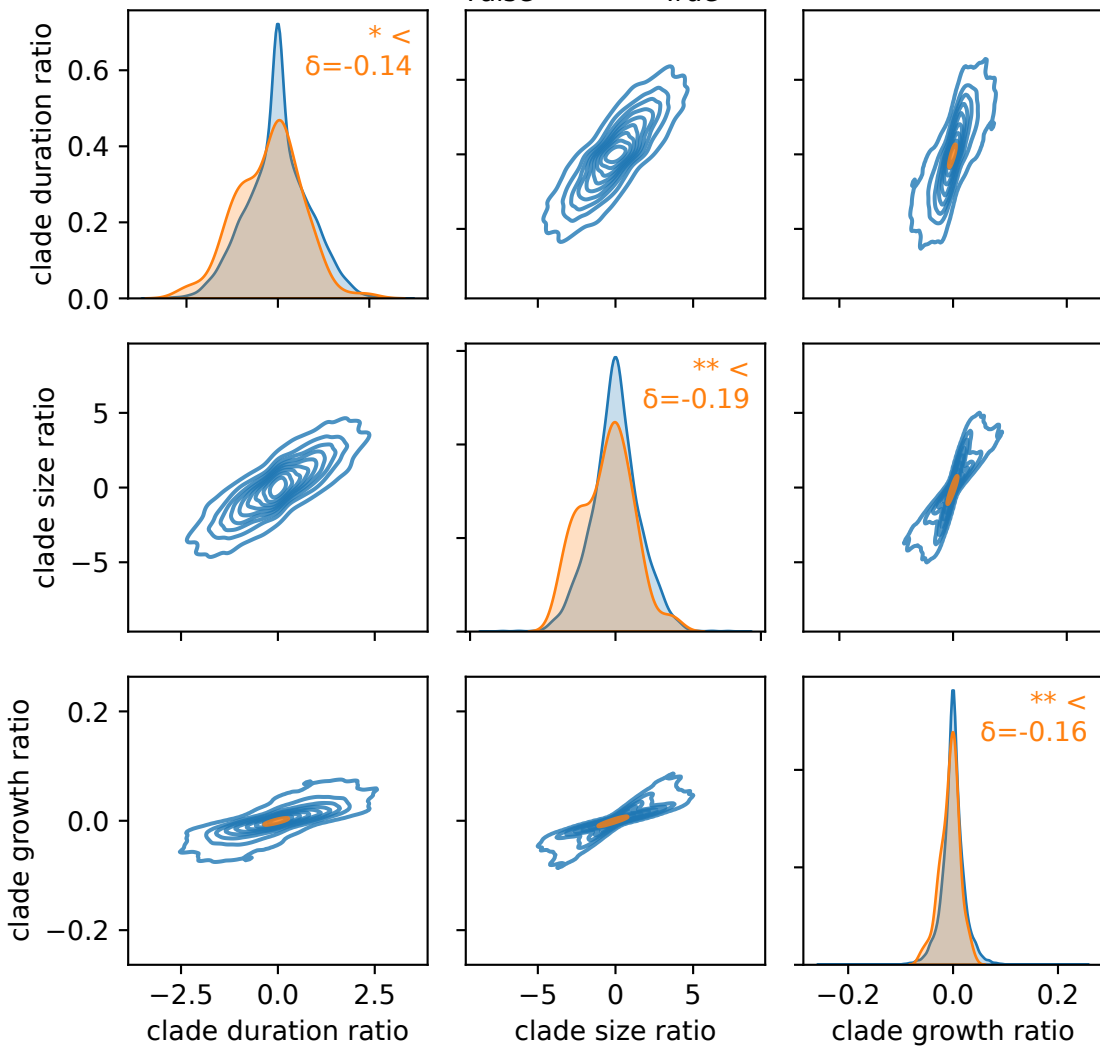 clade duration ratio
0.6
0.4
0.2
0.0
* <
δ=-0.14
clade size ratio
5
0
−5
** <
δ=-0.19
clade growth ratio
0.2
0.0
−0.2
** <
δ=-0.16
−2.5 0.0 2.5
clade duration ratio
−5 0 5
clade size ratio
−0.2 0.0 0.2
clade growth ratio